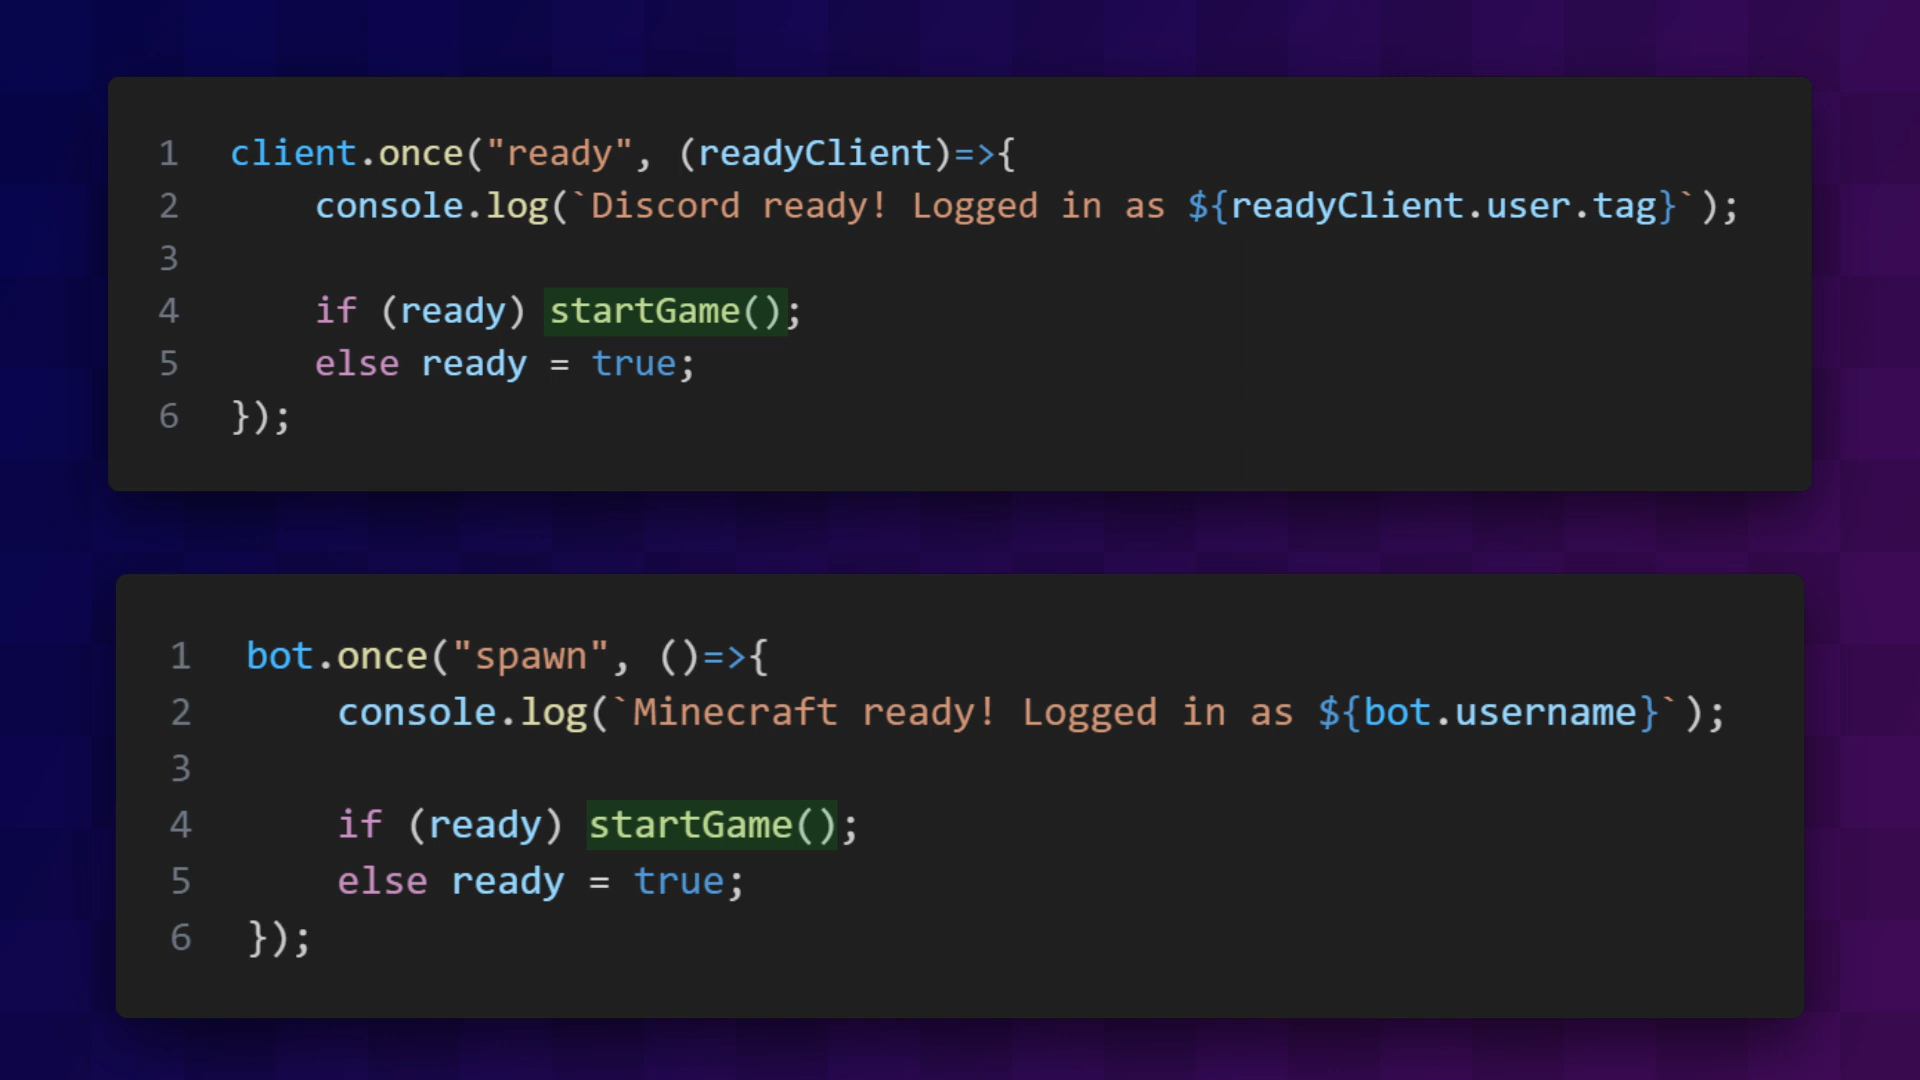 1 client.once("ready", (readyClient)=>{
2     console.log(`Discord ready! Logged in as ${readyClient.user.tag}`);
3
4     if (ready) startGame();
5     else ready = true;
6 });
1 bot.once("spawn", ()=>{
2     console.log(`Minecraft ready! Logged in as ${bot.username}`);
3
4     if (ready) startGame();
5     else ready = true;
6 });